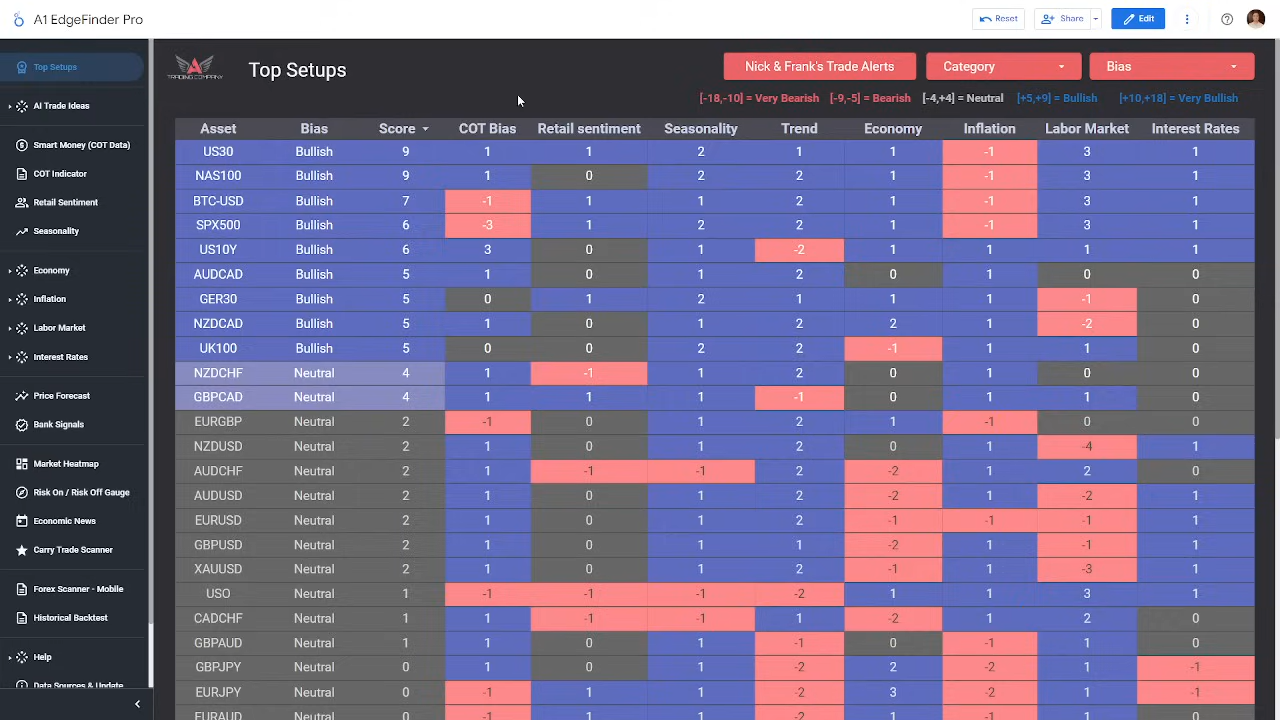 A1 EdgeFinder Pro
Reset
Share
Edit
Top Setups
AI Trade Ideas
Smart Money (COT Data)
COT Indicator
Retail Sentiment
Seasonality
Economy
Inflation
Labor Market
Interest Rates
Price Forecast
Bank Signals
Market Heatmap
Risk On / Risk Off Gauge
Economic News
Carry Trade Scanner
Forex Scanner - Mobile
Historical Backtest
Help
Data Sources & Update
A
TRADING COMPANY
Top Setups
Nick & Frank's Trade Alerts
Category
Bias
[-18,-10] = Very Bearish [-9,-5] = Bearish [-4,+4] = Neutral [+5,+9] = Bullish [+10,+18] = Very Bullish
Asset Bias Score COT Bias Retail sentiment Seasonality Trend Economy Inflation Labor Market Interest Rates
US30 Bullish 9 1 1 2 1 1 -1 3 1
NAS100 Bullish 9 1 0 2 2 1 -1 3 1
BTC-USD Bullish 7 -1 1 1 2 1 -1 3 1
SPX500 Bullish 6 -3 1 2 2 1 -1 3 1
US10Y Bullish 6 3 0 1 -2 1 1 1 1
AUDCAD Bullish 5 1 0 1 2 0 1 0 0
GER30 Bullish 5 0 1 2 1 1 1 -1 0
NZDCAD Bullish 5 1 0 1 2 2 1 -2 0
UK100 Bullish 5 0 0 2 2 -1 1 1 0
NZDCHF Neutral 4 1 -1 1 2 0 1 0 0
GBPCAD Neutral 4 1 1 1 -1 0 1 1 0
EURGBP Neutral 2 -1 0 1 2 1 -1 0 0
NZDUSD Neutral 2 1 0 1 2 0 1 -4 1
AUDCHF Neutral 2 1 -1 -1 2 -2 1 2 0
AUDUSD Neutral 2 1 0 1 2 -2 1 -2 1
EURUSD Neutral 2 1 0 1 2 -1 -1 -1 1
GBPUSD Neutral 2 1 0 1 1 -2 1 -1 1
XAUUSD Neutral 2 1 0 1 2 -1 1 -3 1
USO Neutral 1 -1 -1 -1 -2 1 1 3 1
CADCHF Neutral 1 1 -1 -1 1 -2 1 2 0
GBPAUD Neutral 1 1 0 1 -1 0 -1 1 0
GBPJPY Neutral 0 1 0 1 -2 2 -2 1 -1
EURJPY Neutral 0 -1 1 1 -2 3 -2 1 -1
EURAUD Neutral 0 -1 1 1 -2 1 -1 1 0